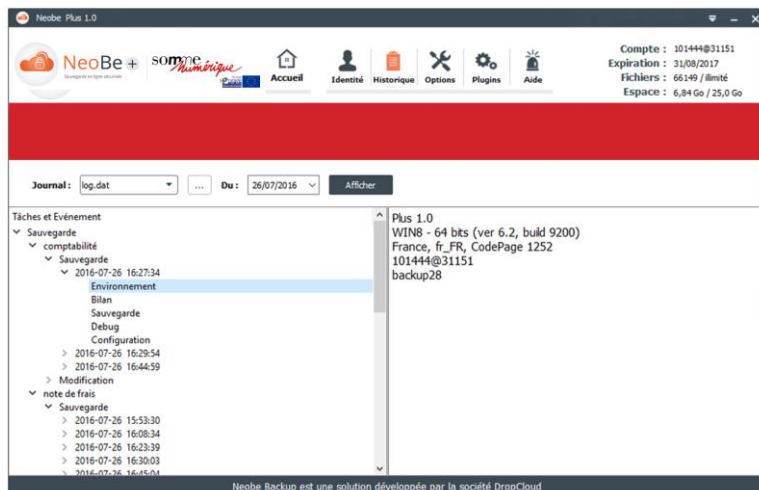 Neobe Plus 1.0
NeoBe +
Sauvegarde en ligne sécurisée
somme numérique
Accueil
Identité
Historique
Options
Plugins
Aide
Compte : 101444@31151
Expiration : 31/08/2017
Fichiers : 66149 / illimité
Espace : 6,84 Go / 25,0 Go
Journal : log.dat ... Du : 26/07/2016 Afficher
Tâches et Evénement
Sauvegarde
comptabilité
Sauvegarde
2016-07-26 16:27:34
Environnement
Bilan
Sauvegarde
Debug
Configuration
2016-07-26 16:29:54
2016-07-26 16:44:59
Modification
note de frais
Sauvegarde
2016-07-26 15:53:30
2016-07-26 16:08:34
2016-07-26 16:23:39
2016-07-26 16:30:03
2016-07-26 16:45:04
Plus 1.0
WIN8 - 64 bits (ver 6.2, build 9200)
France, fr_FR, CodePage 1252
101444@31151
backup28
Neobe Backup est une solution développée par la société DropCloud